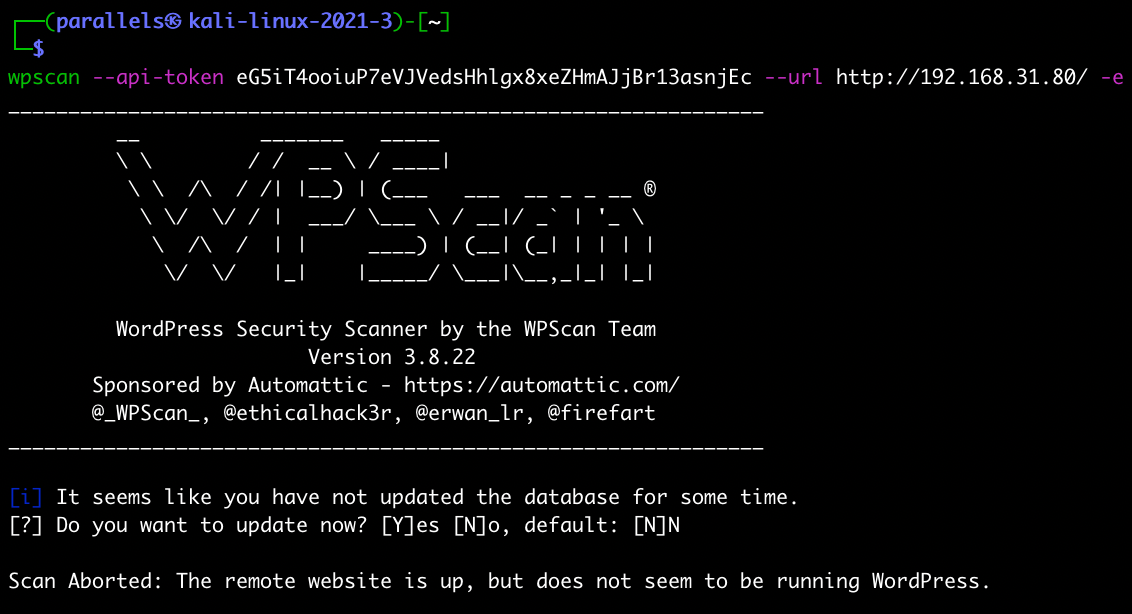 (parallels㉿kali-linux-2021-3)-[~]
$
wpscan --api-token eG5iT4ooiuP7eVJVedsHhlgx8xeZHmAJjBr13asnjEc --url http://192.168.31.80/ -e
_______________________________________________________________
         __          _______   _____
         \ \        / /  __ \ / ____|
          \ \  /\  / /| |__) | (___   ___  __ _ _ __ ®
           \ \/  \/ / |  ___/ \___ \ / __|/ _` | '_ \
            \  /\  /  | |     ____) | (__| (_| | | | |
             \/  \/   |_|    |_____/ \___|\__,_|_| |_|
WordPress Security Scanner by the WPScan Team
Version 3.8.22
Sponsored by Automattic - https://automattic.com/
@_WPScan_, @ethicalhack3r, @erwan_lr, @firefart
_______________________________________________________________
[i] It seems like you have not updated the database for some time.
[?] Do you want to update now? [Y]es [N]o, default: [N]N
Scan Aborted: The remote website is up, but does not seem to be running WordPress.